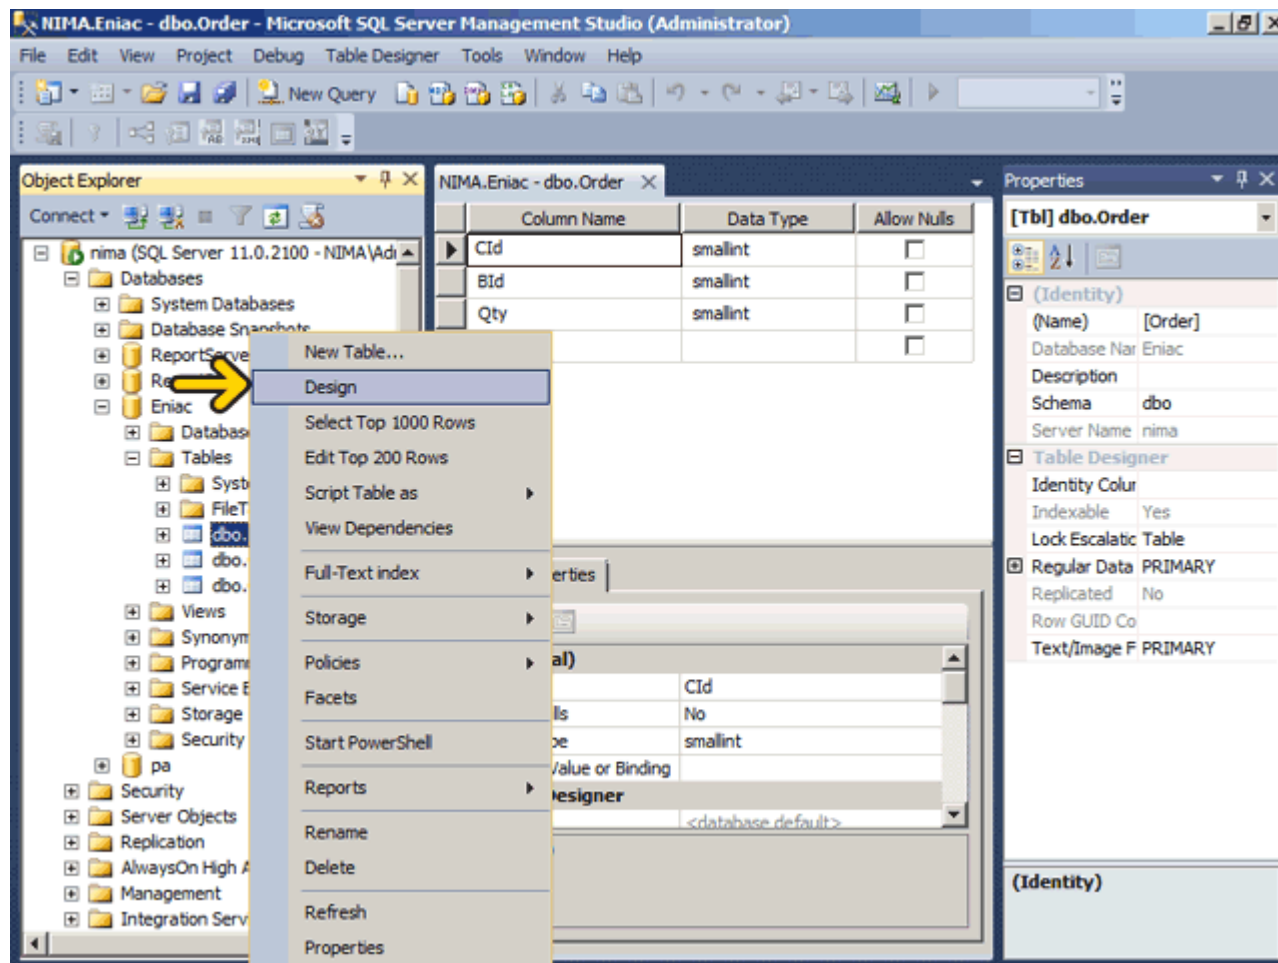 NIMA.Eniac - dbo.Order - Microsoft SQL Server Management Studio (Administrator)
File Edit View Project Debug Table Designer Tools Window Help
New Query
Object Explorer
Connect
nima (SQL Server 11.0.2100 - NIMA\Adi
Databases
System Databases
Database Snapshots
ReportServe
Re
Eniac
Databas
Tables
Syst
FileT
dbo.
dbo.
dbo.
Views
Synonym
Programm
Service E
Storage
Security
pa
Security
Server Objects
Replication
AlwaysOn High A
Management
Integration Serv
New Table...
Design
Select Top 1000 Rows
Edit Top 200 Rows
Script Table as
View Dependencies
Full-Text index
Storage
Policies
Facets
Start PowerShell
Reports
Rename
Delete
Refresh
Properties
NIMA.Eniac - dbo.Order
Column Name Data Type Allow Nulls
CId smallint
BId smallint
Qty smallint
erties
al)
CId
lls No
pe smallint
Value or Binding
Designer
<database default>
Properties
[Tbl] dbo.Order
(Identity)
(Name) [Order]
Database Nar Eniac
Description
Schema dbo
Server Name nima
Table Designer
Identity Colur
Indexable Yes
Lock Escalatic Table
Regular Data PRIMARY
Replicated No
Row GUID Co
Text/Image F PRIMARY
(Identity)